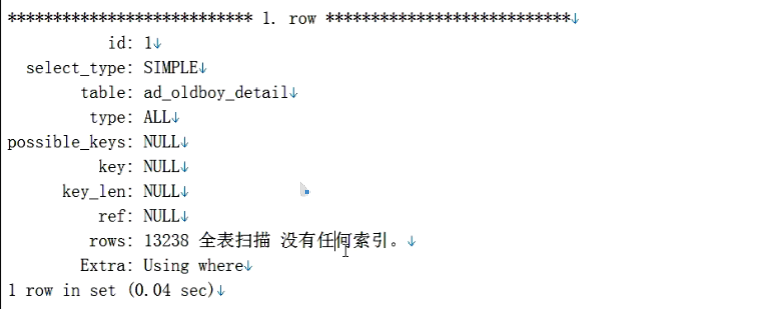 *************************** 1. row ***************************↓
id: 1↓
select_type: SIMPLE↓
table: ad_oldboy_detail↓
type: ALL↓
possible_keys: NULL↓
key: NULL↓
key_len: NULL↓
ref: NULL↓
rows: 13238 全表扫描 没有任何索引。↓
Extra: Using where↓
1 row in set (0.04 sec)↓